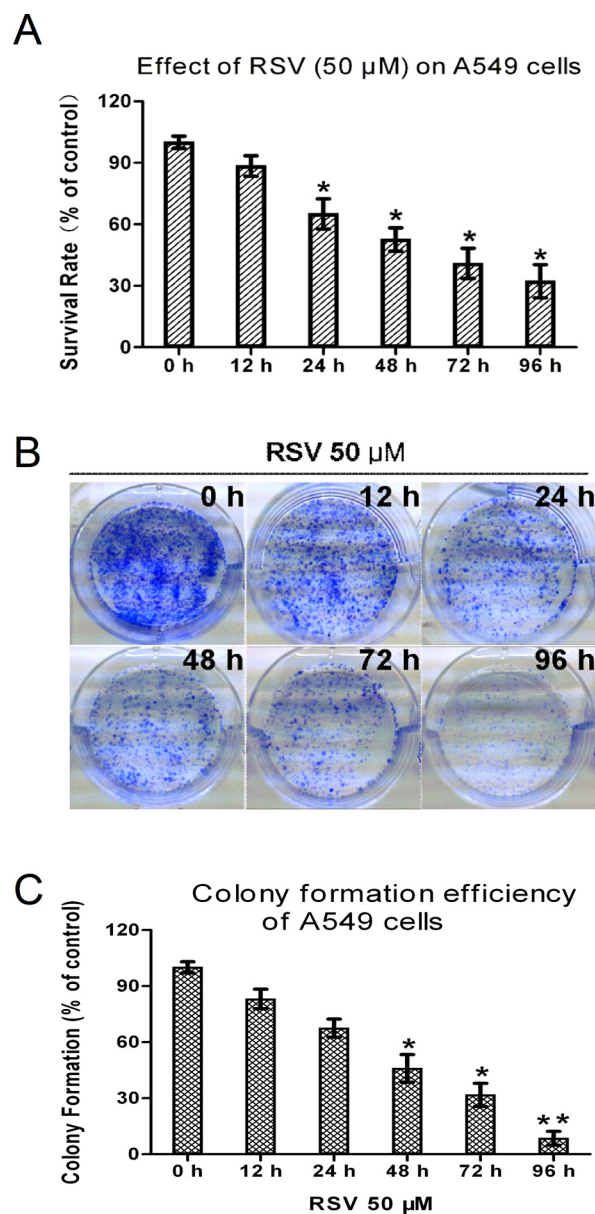 A
Effect of RSV (50 µM) on A549 cells
Survival Rate (% of control)
120
90
60
30
0
*
*
*
*
0 h 12 h 24 h 48 h 72 h 96 h
B
RSV 50 µM
0 h 12 h 24 h
48 h 72 h 96 h
C
Colony formation efficiency
of A549 cells
Colony Formation (% of control)
120
90
60
30
0
*
*
**
0 h 12 h 24 h 48 h 72 h 96 h
RSV 50 µM